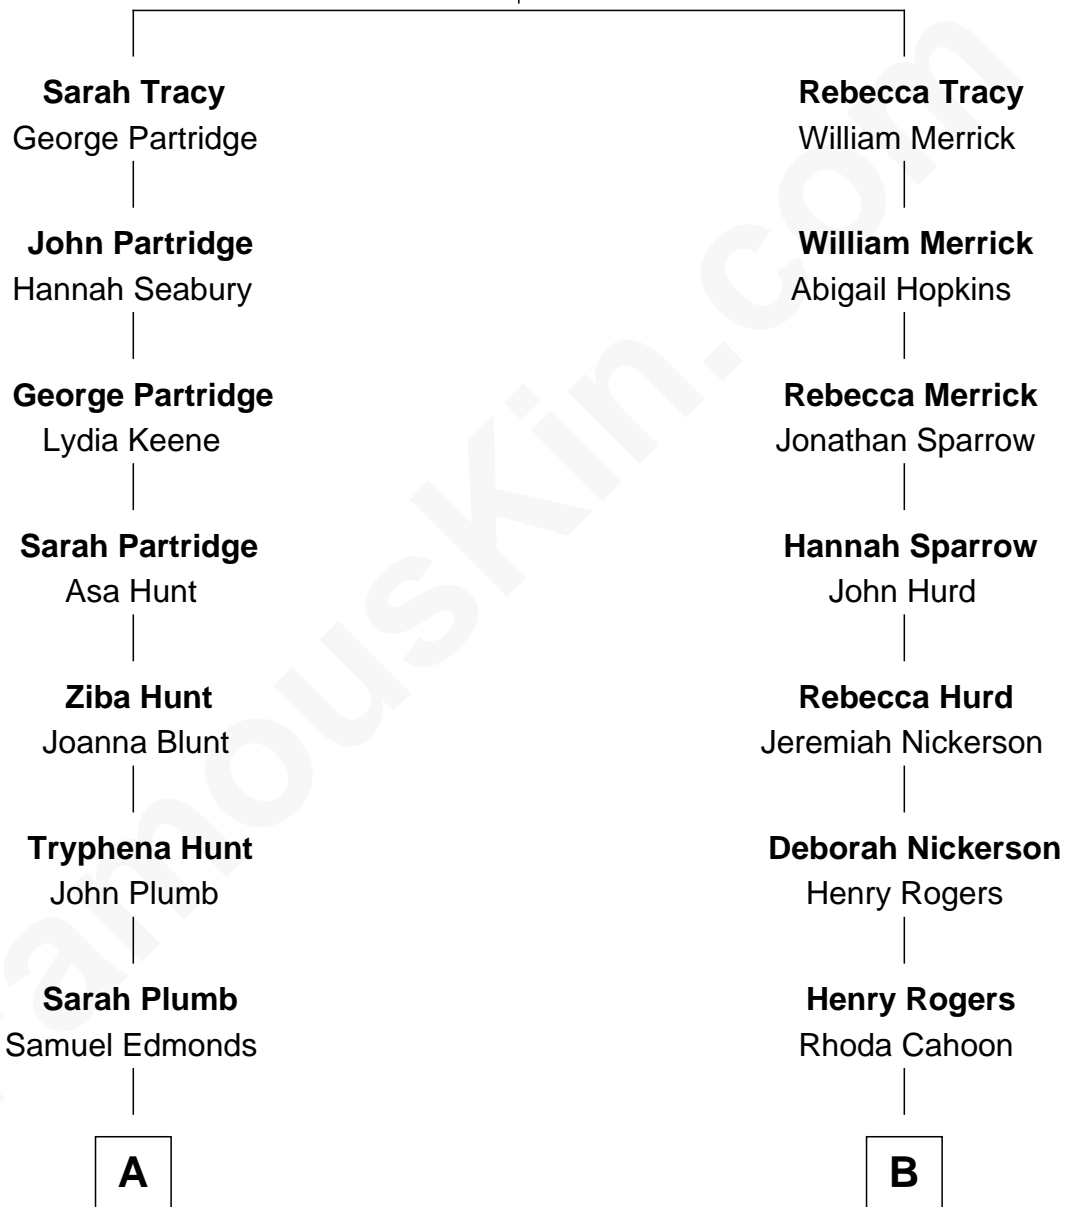 Sarah Tracy
George Partridge
Rebecca Tracy
William Merrick
John Partridge
Hannah Seabury
William Merrick
Abigail Hopkins
George Partridge
Lydia Keene
Rebecca Merrick
Jonathan Sparrow
Sarah Partridge
Asa Hunt
Hannah Sparrow
John Hurd
Ziba Hunt
Joanna Blunt
Rebecca Hurd
Jeremiah Nickerson
Tryphena Hunt
John Plumb
Deborah Nickerson
Henry Rogers
Sarah Plumb
Samuel Edmonds
Henry Rogers
Rhoda Cahoon
A
B
FamousKin.com